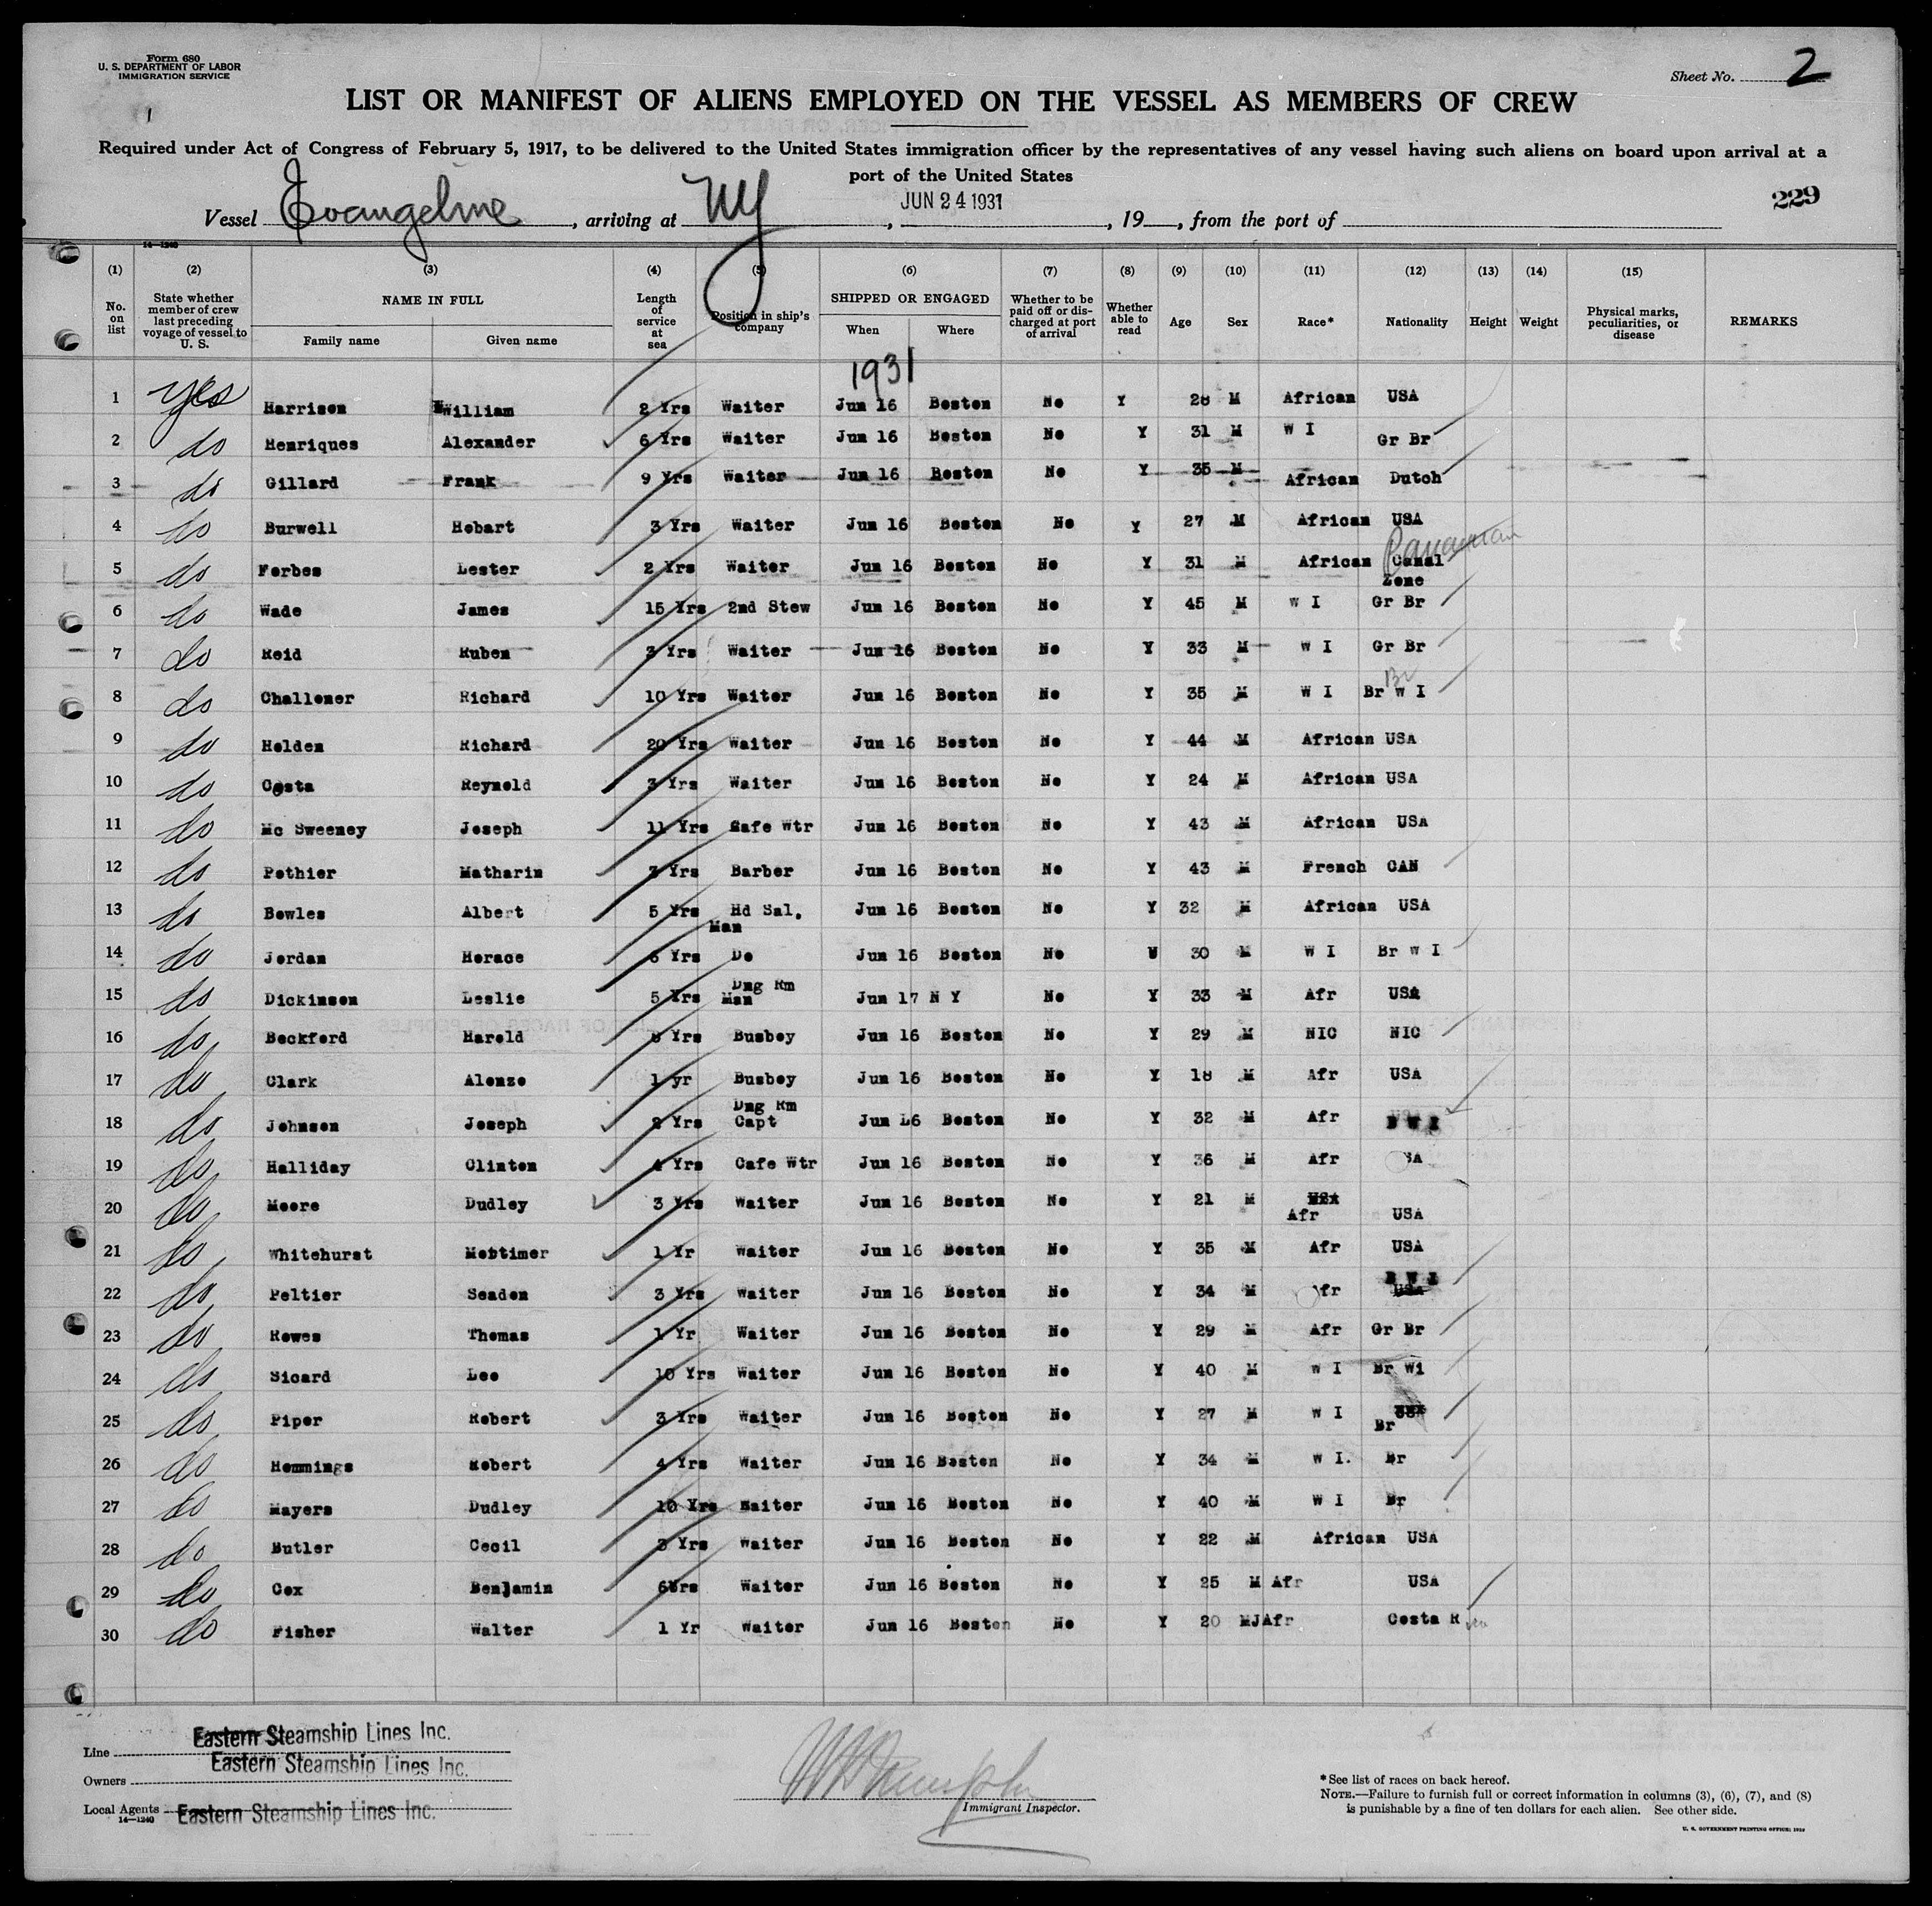 Form 680
U. S. DEPARTMENT OF LABOR
IMMIGRATION SERVICE
Sheet No. 2
1
LIST OR MANIFEST OF ALIENS EMPLOYED ON THE VESSEL AS MEMBERS OF CREW
Required under Act of Congress of February 5, 1917, to be delivered to the United States immigration officer by the representatives of any vessel having such aliens on board upon arrival at a
port of the United States
229
Vessel Evangeline, arriving at NY, JUN 24 1931, 19__, from the port of
14—1240
(1) (2) (3) (4) (5) (6) (7) (8) (9) (10) (11) (12) (13) (14) (15)
No. on list | State whether member of crew last preceding voyage of vessel to U. S. | NAME IN FULL Family name Given name | Length of service at sea | Position in ship's company | SHIPPED OR ENGAGED When Where | Whether to be paid off or discharged at port of arrival | Whether able to read | Age | Sex | Race* | Nationality | Height | Weight | Physical marks, peculiarities, or disease | REMARKS
1931
1 yes Harrison William 2 Yrs Waiter Jun 16 Boston No Y 28 M African USA
2 do Henriques Alexander 6 Yrs Waiter Jun 16 Boston No Y 31 M W I Gr Br
3 do Gillard Frank 9 Yrs Waiter Jun 16 Boston No Y 35 M African Dutch
4 do Burwell Hobart 3 Yrs Waiter Jun 16 Boston No Y 27 M African USA
Panaman
5 do Forbes Lester 2 Yrs Waiter Jun 16 Boston No Y 31 M African Canal Zone
6 do Wade James 15 Yrs 2nd Stew Jun 16 Boston No Y 45 M W I Gr Br
7 do Reid Ruben 3 Yrs Waiter Jun 16 Boston No Y 33 M W I Gr Br
8 do Challener Richard 10 Yrs Waiter Jun 16 Boston No Y 35 M W I Br W I Br
9 do Holden Richard 20 Yrs Waiter Jun 16 Boston No Y 44 M African USA
10 do Costa Reynold 3 Yrs Waiter Jun 16 Boston No Y 24 M African USA
11 do Mc Sweeney Joseph 11 Yrs Cafe Wtr Jun 16 Boston No Y 43 M African USA
12 do Pothier Matharin 3 Yrs Barber Jun 16 Boston No Y 43 M French CAN
13 do Bowles Albert 5 Yrs Hd Sal. Man Jun 16 Boston No Y 32 M African USA
14 do Jordan Horace 6 Yrs Do Jun 16 Boston No 30 M W I Br W I
15 do Dickinson Leslie 5 Yrs Dng Rm Man Jun 17 N Y No Y 33 M Afr USA
16 do Beckford Harold Yrs Busboy Jun 16 Boston No Y 29 M NIC NIC
17 do Clark Alonzo 1 yr Busboy Jun 16 Boston No Y 18 M Afr USA
18 do Johnson Joseph 2 Yrs Dng Rm Capt Jun 16 Boston No Y 32 M Afr B W I
19 do Halliday Clinton 4 Yrs Cafe Wtr Jun 16 Boston No Y 36 M Afr SA
20 do Moore Dudley 3 Yrs Waiter Jun 16 Boston No Y 21 M Afr USA
21 do Whitehurst Mortimer 1 Yr Waiter Jun 16 Boston No Y 35 M Afr USA
22 do Peltier Seadon 3 Yrs Waiter Jun 16 Boston No Y 34 M Afr B W I USA
23 do Rowes Thomas 1 Yr Waiter Jun 16 Boston No Y 29 M Afr Gr Br
24 do Sicard Leo 10 Yrs Waiter Jun 16 Boston No Y 40 M W I Br Wi
25 do Piper Robert 3 Yrs Waiter Jun 16 Boston No Y 27 M W I Br
26 do Hemmings Robert 4 Yrs Waiter Jun 16 Boston No Y 34 M W I. Br
27 do Mayers Dudley 10 Yrs Waiter Jun 16 Boston No Y 40 M W I Br
28 do Butler Cecil 3 Yrs Waiter Jun 16 Boston No Y 22 M African USA
29 do Cox Benjamin 6Yrs Waiter Jun 16 Boston No Y 25 M Afr USA
30 do Fisher Walter 1 Yr Waiter Jun 16 Boston No Y 20 M Afr Costa R
Line Eastern Steamship Lines Inc.
Owners Eastern Steamship Lines Inc.
Local Agents Eastern Steamship Lines Inc.
14—1240
Immigrant Inspector.
*See list of races on back hereof.
NOTE.—Failure to furnish full or correct information in columns (3), (6), (7), and (8)
is punishable by a fine of ten dollars for each alien. See other side.
U. S. GOVERNMENT PRINTING OFFICE: